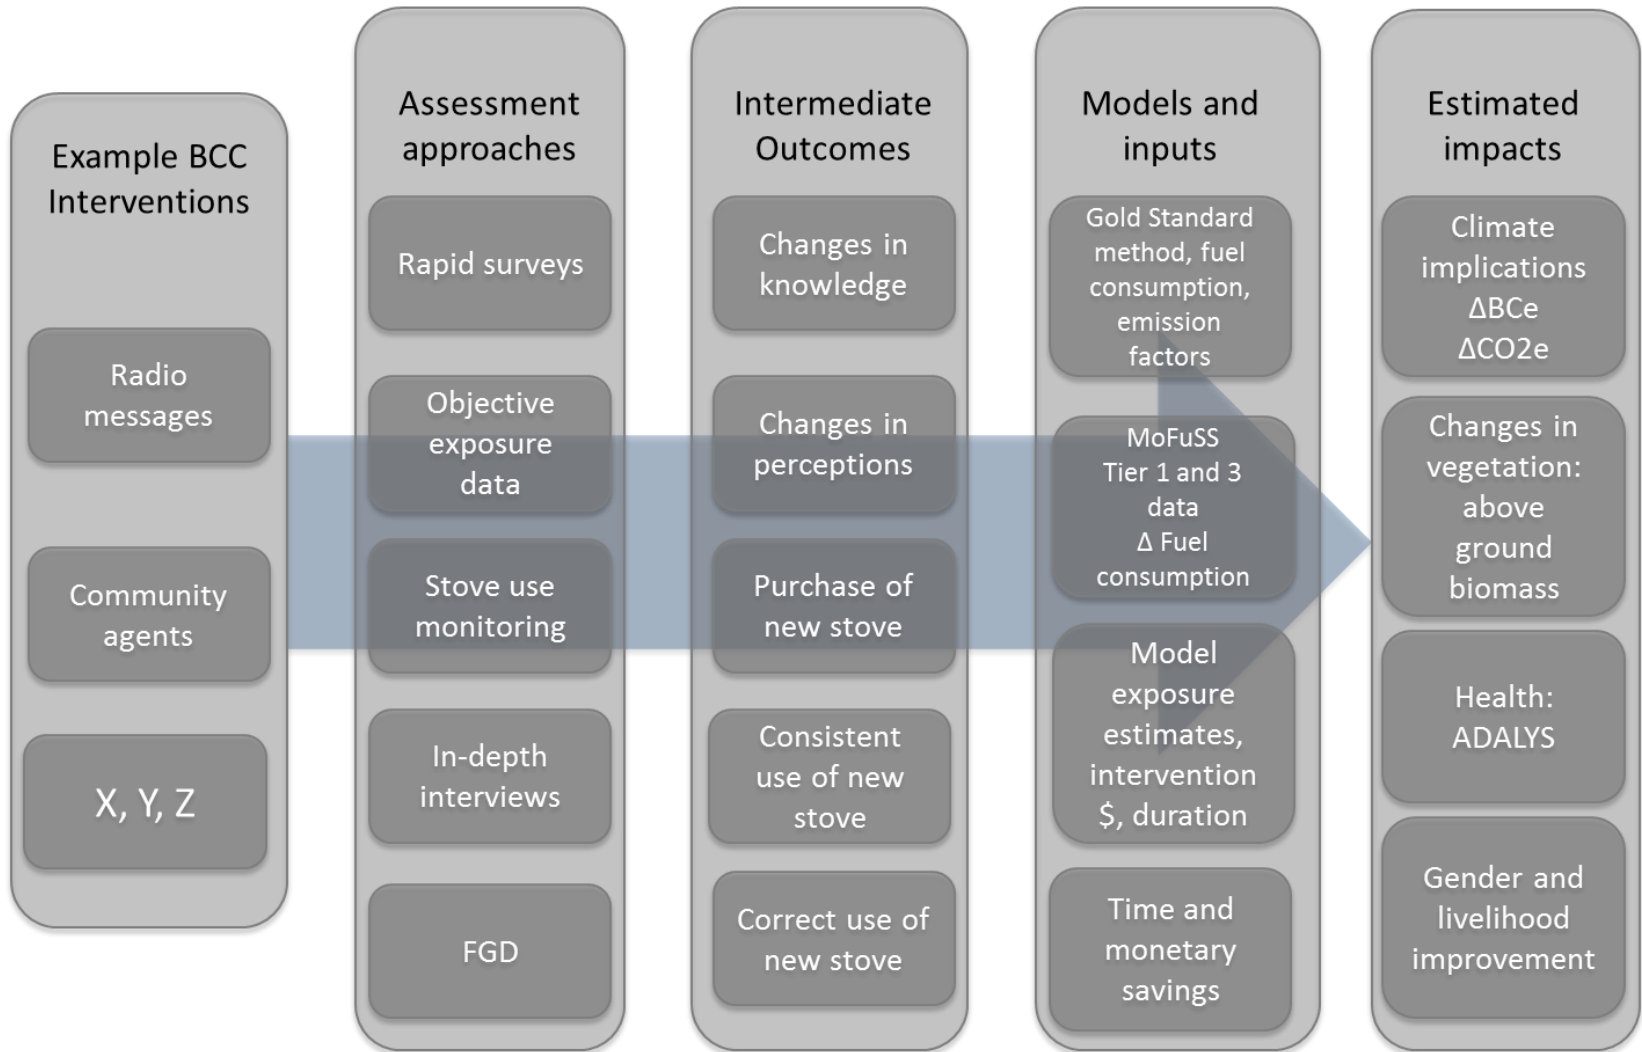 Example BCC
Interventions
Radio
messages
Community
agents
X, Y, Z
Assessment
approaches
Rapid surveys
Objective
exposure
data
Stove use
monitoring
In-depth
interviews
FGD
Intermediate
Outcomes
Changes in
knowledge
Changes in
perceptions
Purchase of
new stove
Consistent
use of new
stove
Correct use of
new stove
Models and
inputs
Gold Standard
method, fuel
consumption,
emission
factors
MoFuSS
Tier 1 and 3
data
Δ Fuel
consumption
Model
exposure
estimates,
intervention
$, duration
Time and
monetary
savings
Estimated
impacts
Climate
implications
ΔBCe
ΔCO2e
Changes in
vegetation:
above
ground
biomass
Health:
ADALYS
Gender and
livelihood
improvement